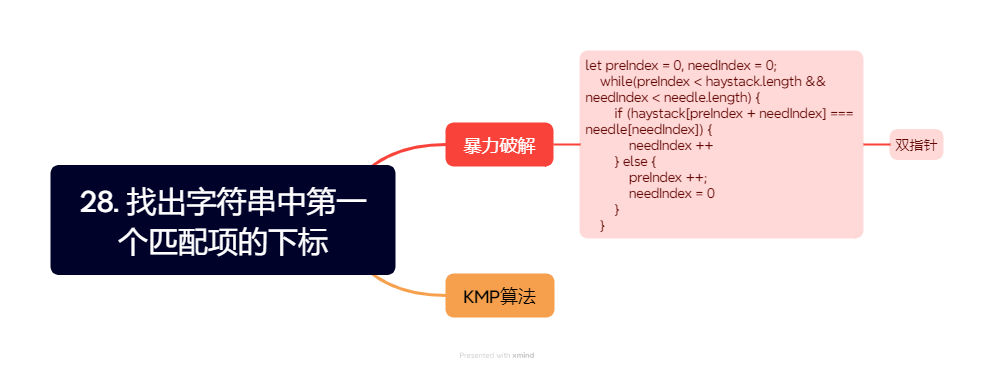 28. 找出字符串中第一
个匹配项的下标
暴力破解
let preIndex = 0, needIndex = 0;
while(preIndex < haystack.length &&
needIndex < needle.length) {
if (haystack[preIndex + needIndex] ===
needle[needIndex]) {
needIndex ++
} else {
preIndex ++;
needIndex = 0
}
}
双指针
KMP算法
Presented with xmind